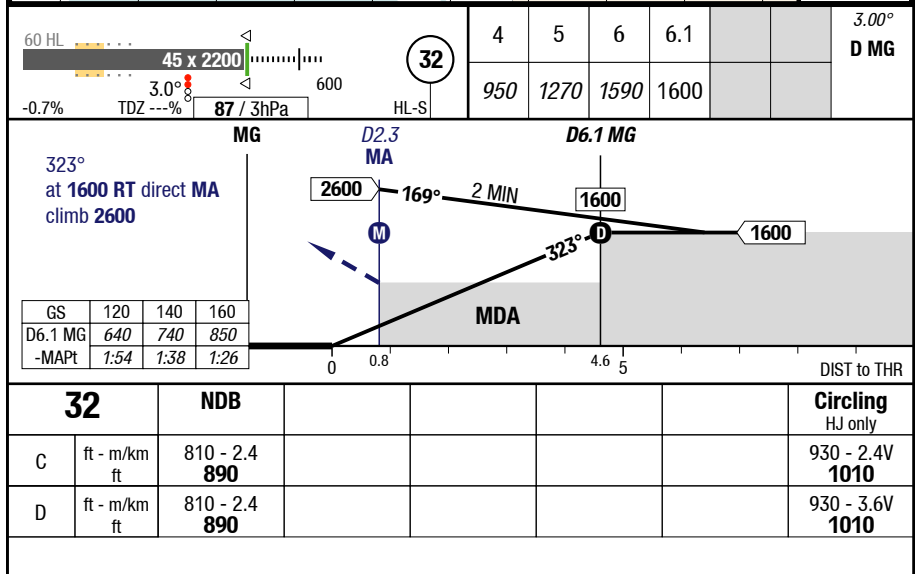 60 HL
45 x 2200
3.0°
600
-0.7%
TDZ ---%
87 / 3hPa
HL-S
32
4 5 6 6.1
950 1270 1590 1600
3.00°
D MG
MG
D2.3
MA
D6.1 MG
323°
at 1600 RT direct MA
climb 2600
2600
169°
2 MIN
1600
M
D
1600
323°
MDA
GS 120 140 160
D6.1 MG 640 740 850
-MAPt 1:54 1:38 1:26
0 0.8 4.6 5
DIST to THR
32 NDB Circling
HJ only
C ft - m/km 810 - 2.4 930 - 2.4V
ft 890 1010
D ft - m/km 810 - 2.4 930 - 3.6V
ft 890 1010